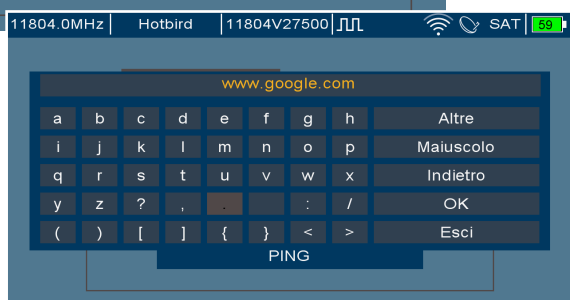 11804.0MHz Hotbird 11804V27500 SAT 59
www.google.com
a b c d e f g h Altre
i j k l m n o p Maiuscolo
q r s t u v w x Indietro
y z ? , . : / OK
( ) [ ] { } < > Esci
PING